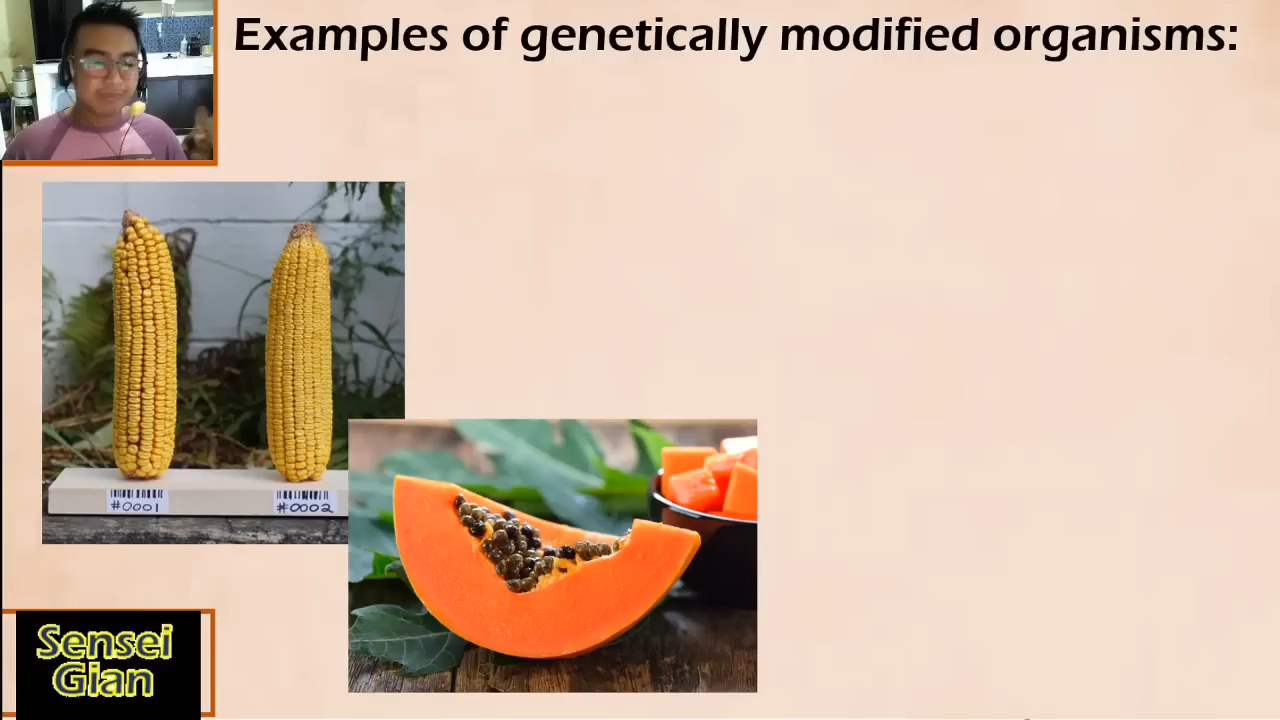 Examples of genetically modified organisms:
#0001
#0002
Sensei
Gian